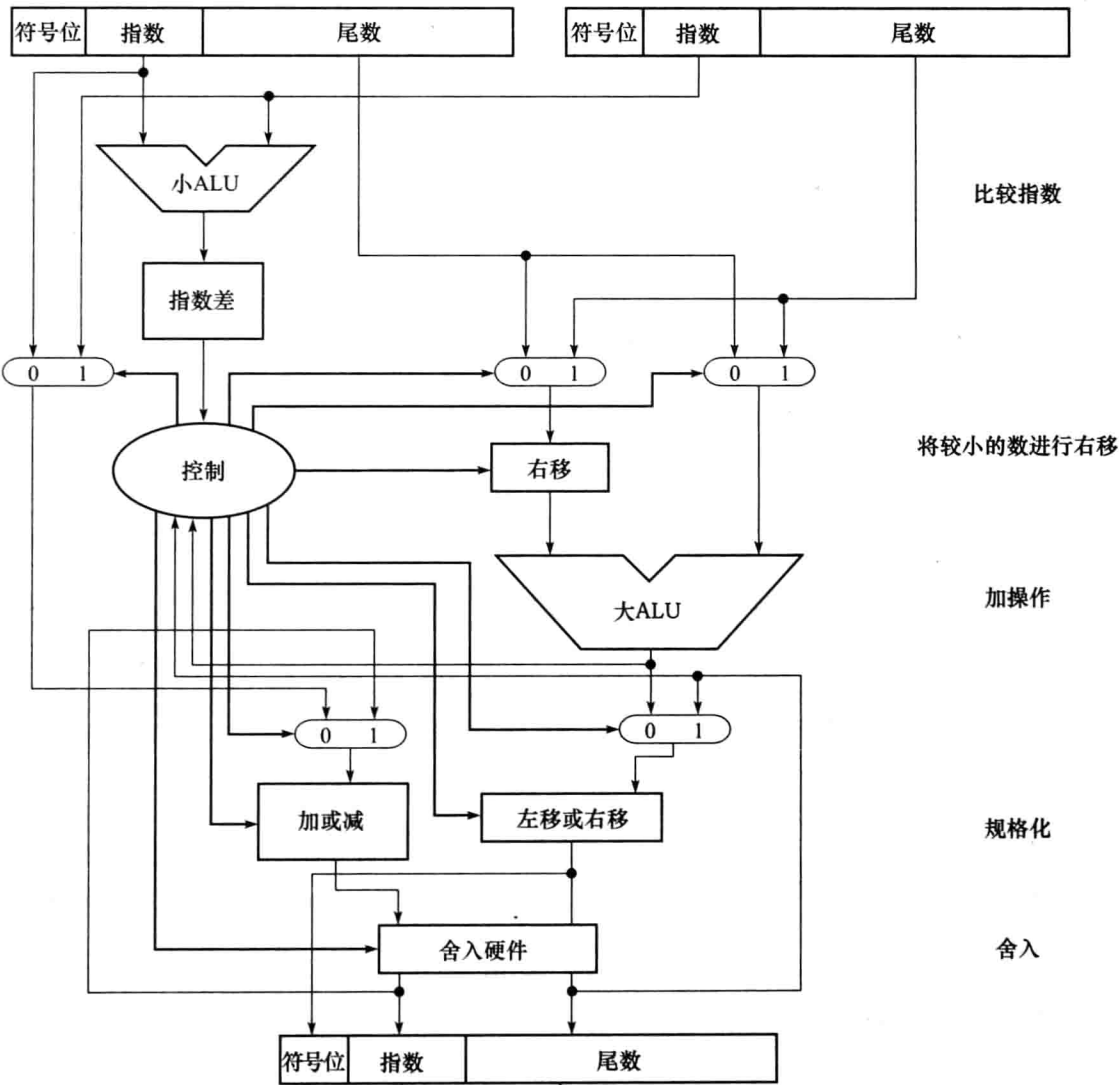 符号位 指数 尾数 符号位 指数 尾数
小ALU
比较指数
指数差
0 1 0 1 0 1
控制
右移
将较小的数进行右移
大ALU
加操作
0 1 0 1
加或减
左移或右移
规格化
舍入硬件
舍入
符号位 指数 尾数